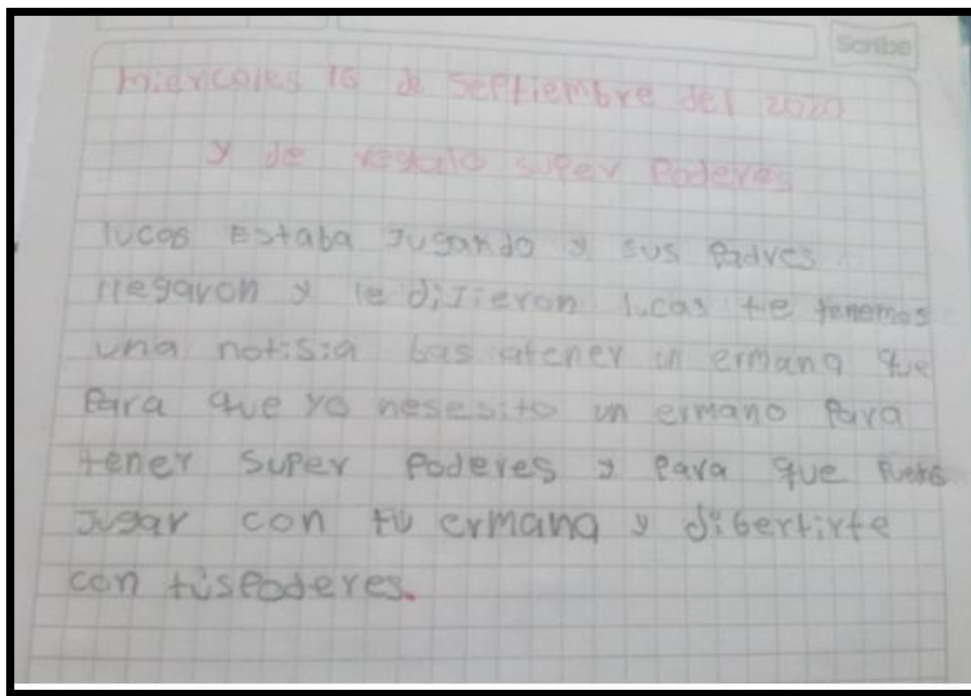 Scribe
Miercoles 16 de Septiembre del 2020
y de regalo super Poderes
lucas Estaba Jugando y sus Padres
llegaron y le diJieron lucas te tenemos
una notisia bas atener un ermana que
Para que yo nesesito un ermano Para
tener super Poderes y Para que Puedas
Jugar con tu ermana y dibertirte
con tusPoderes.